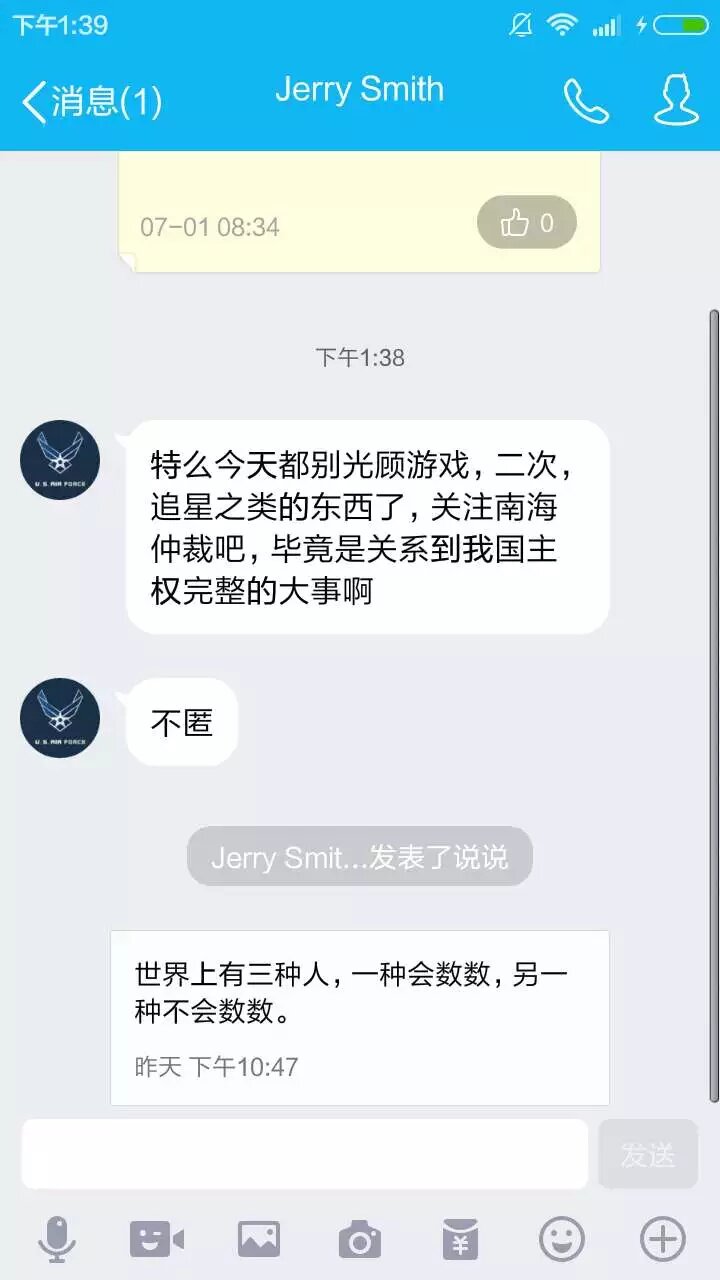 下午1:39
消息(1)
Jerry Smith
07-01 08:34
0
下午1:38
U.S. AIR FORCE
特么今天都别光顾游戏，二次，
追星之类的东西了，关注南海
仲裁吧，毕竟是关系到我国主
权完整的大事啊
U.S. AIR FORCE
不匿
Jerry Smit...发表了说说
世界上有三种人，一种会数数，另一
种不会数数。
昨天 下午10:47
发送
¥